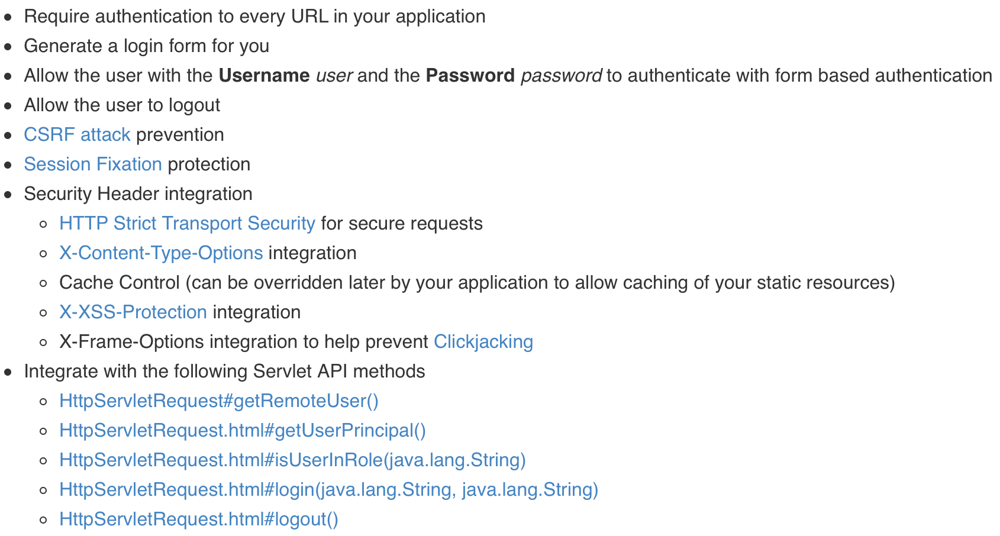 Require authentication to every URL in your application
Generate a login form for you
Allow the user with the Username user and the Password password to authenticate with form based authentication
Allow the user to logout
CSRF attack prevention
Session Fixation protection
Security Header integration
HTTP Strict Transport Security for secure requests
X-Content-Type-Options integration
Cache Control (can be overridden later by your application to allow caching of your static resources)
X-XSS-Protection integration
X-Frame-Options integration to help prevent Clickjacking
Integrate with the following Servlet API methods
HttpServletRequest#getRemoteUser()
HttpServletRequest.html#getUserPrincipal()
HttpServletRequest.html#isUserInRole(java.lang.String)
HttpServletRequest.html#login(java.lang.String, java.lang.String)
HttpServletRequest.html#logout()